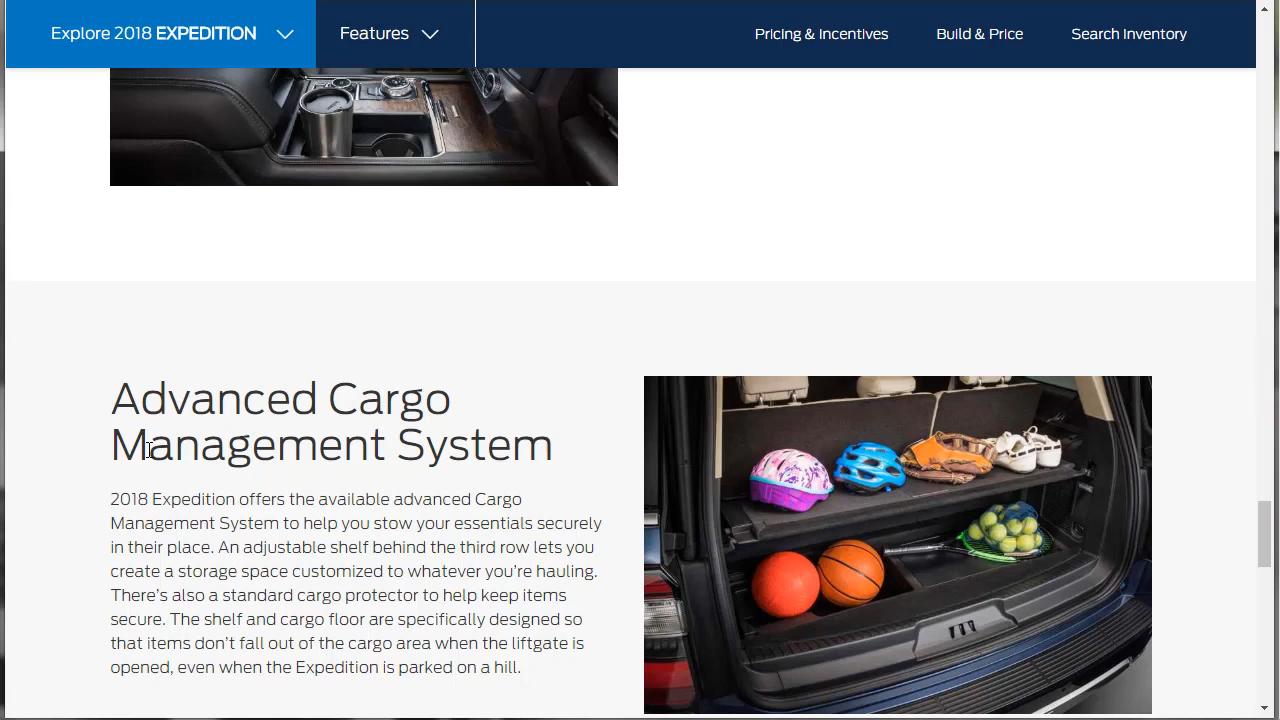 Explore 2018 EXPEDITION
Features
Pricing & Incentives
Build & Price
Search Inventory
Advanced Cargo
Management System
2018 Expedition offers the available advanced Cargo
Management System to help you stow your essentials securely
in their place. An adjustable shelf behind the third row lets you
create a storage space customized to whatever you’re hauling.
There’s also a standard cargo protector to help keep items
secure. The shelf and cargo floor are specifically designed so
that items don’t fall out of the cargo area when the liftgate is
opened, even when the Expedition is parked on a hill.